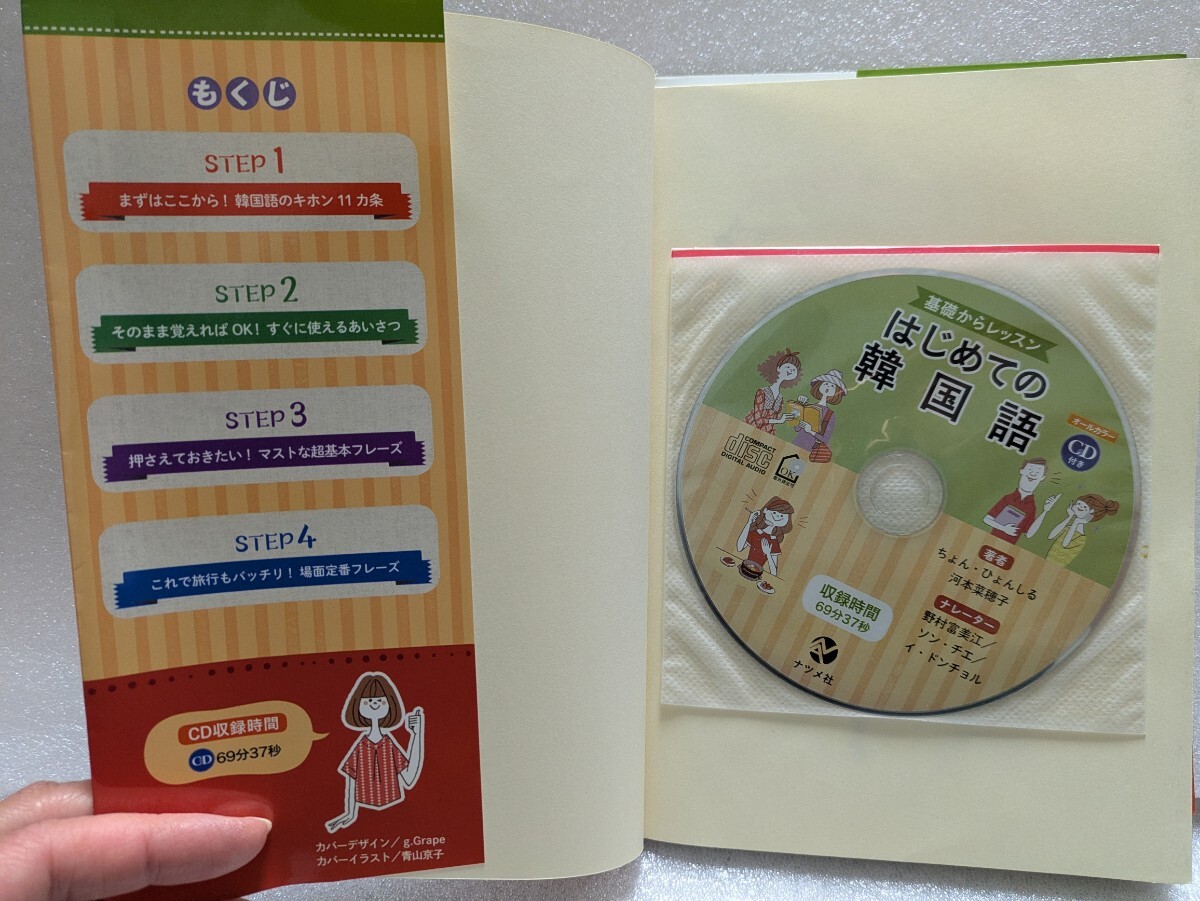 もくじ
STEP 1
まずはここから! 韓国語のキホン 11 カ条
STEP 2
そのまま覚えれば OK! すぐに使えるあいさつ
STEP 3
押さえておきたい! マストな超基本フレーズ
STEP 4
これで旅行もバッチリ! 場面定番フレーズ
CD収録時間
CD 69分37秒
カバーデザイン／ g.Grape
カバーイラスト／青山京子
基礎からレッスン
はじめての
韓国語
オールカラー
CD
付き
COMPACT
disc
DIGITAL AUDIO
OK
著者
ちょん・ひょんしる
河本菜穂子
ナレーター
野村富美江／
ソン・チエ／
イ・ドンチョル
収録時間
69分37秒
ナツメ社